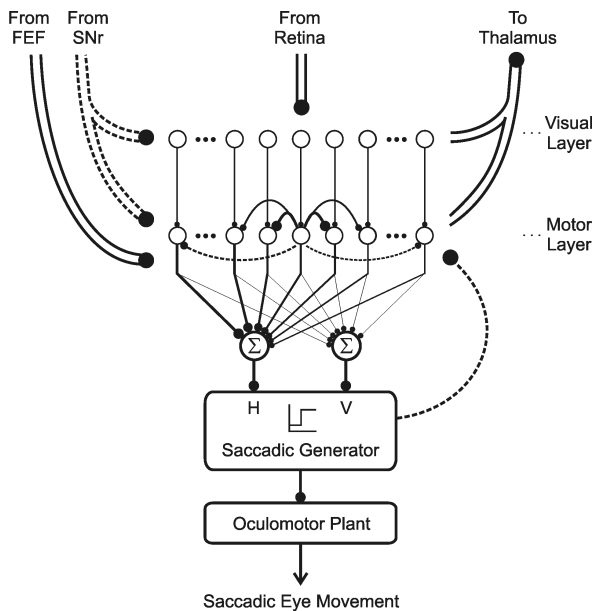 From
FEF
From
SNr
From
Retina
To
Thalamus
··· Visual
Layer
··· Motor
Layer
Σ Σ
H V
Saccadic Generator
Oculomotor Plant
Saccadic Eye Movement